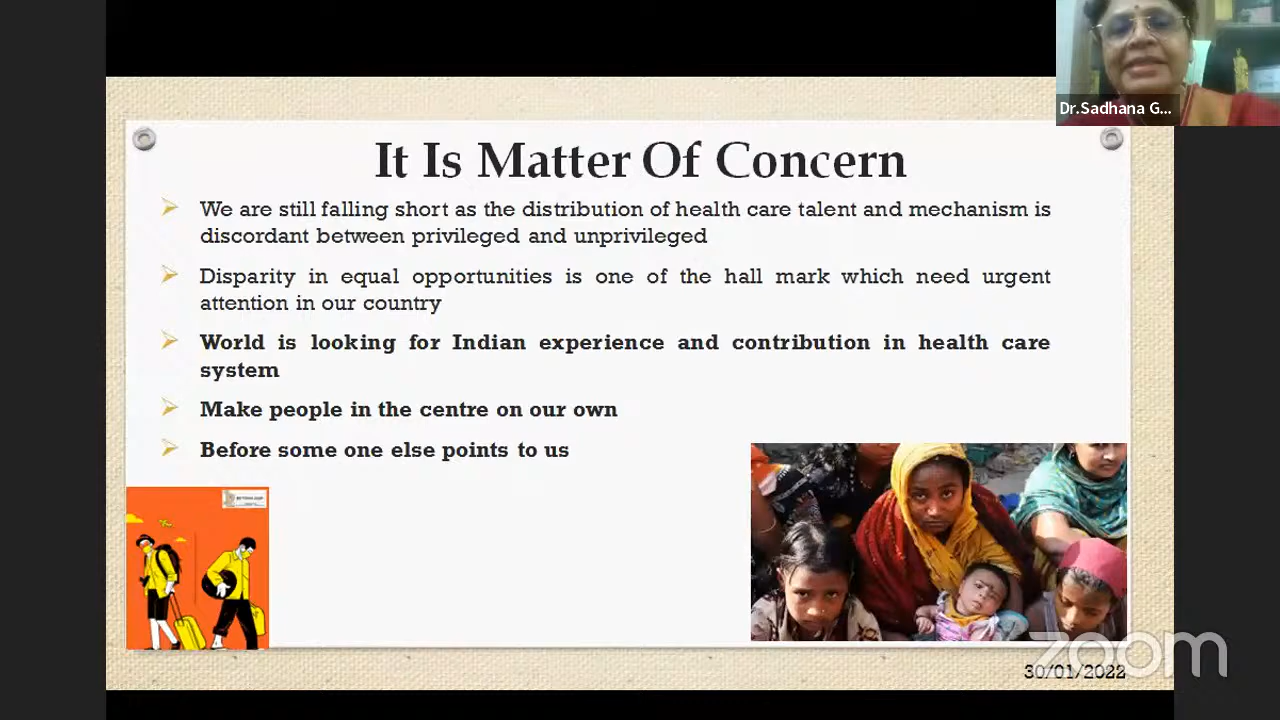 Dr.Sadhana G...
It Is Matter Of Concern
We are still falling short as the distribution of health care talent and mechanism is
discordant between privileged and unprivileged
Disparity in equal opportunities is one of the hall mark which need urgent
attention in our country
World is looking for Indian experience and contribution in health care
system
Make people in the centre on our own
Before some one else points to us
zoom
30/01/2022